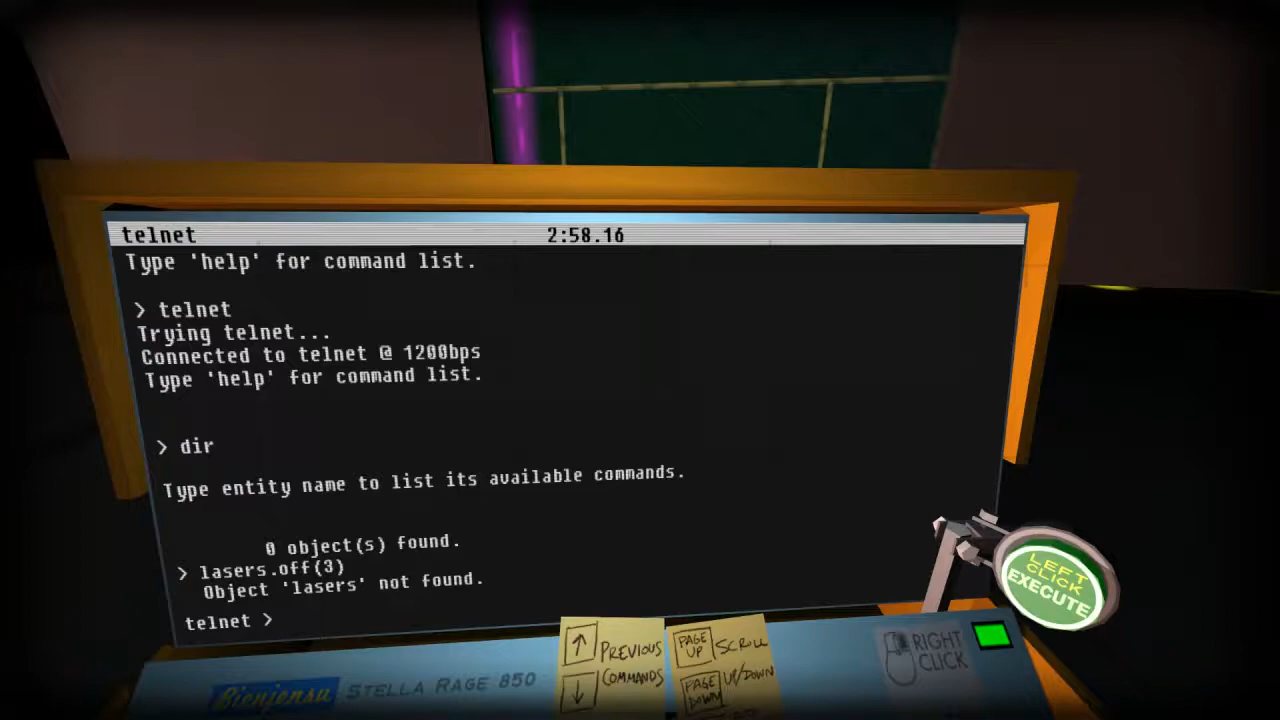 telnet 2:58.16
Type 'help' for command list.
> telnet
Trying telnet...
Connected to telnet @ 1200bps
Type 'help' for command list.
> dir
Type entity name to list its available commands.
0 object(s) found.
> lasers.off(3)
Object 'lasers' not found.
telnet >
LEFT
CLICK
EXECUTE
↑ PREVIOUS
↓ COMMANDS
PAGE UP SCROLL
PAGE DOWN UP/DOWN
RIGHT
CLICK
Bienjensu STELLA RAGE 850